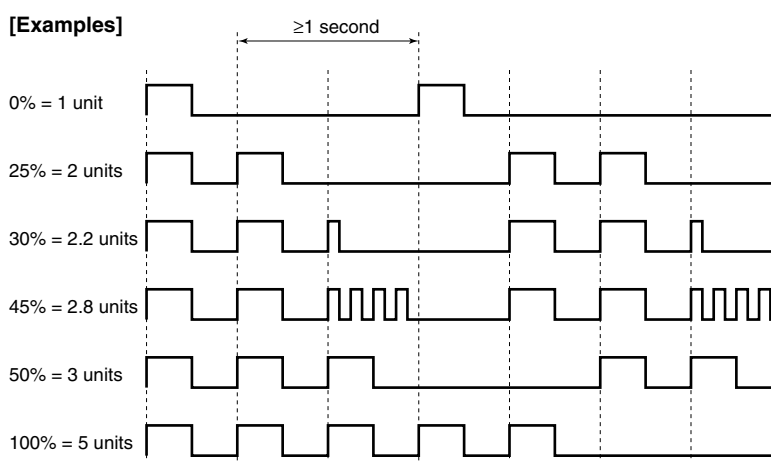 [Examples]
≥1 second
0% = 1 unit
25% = 2 units
30% = 2.2 units
45% = 2.8 units
50% = 3 units
100% = 5 units